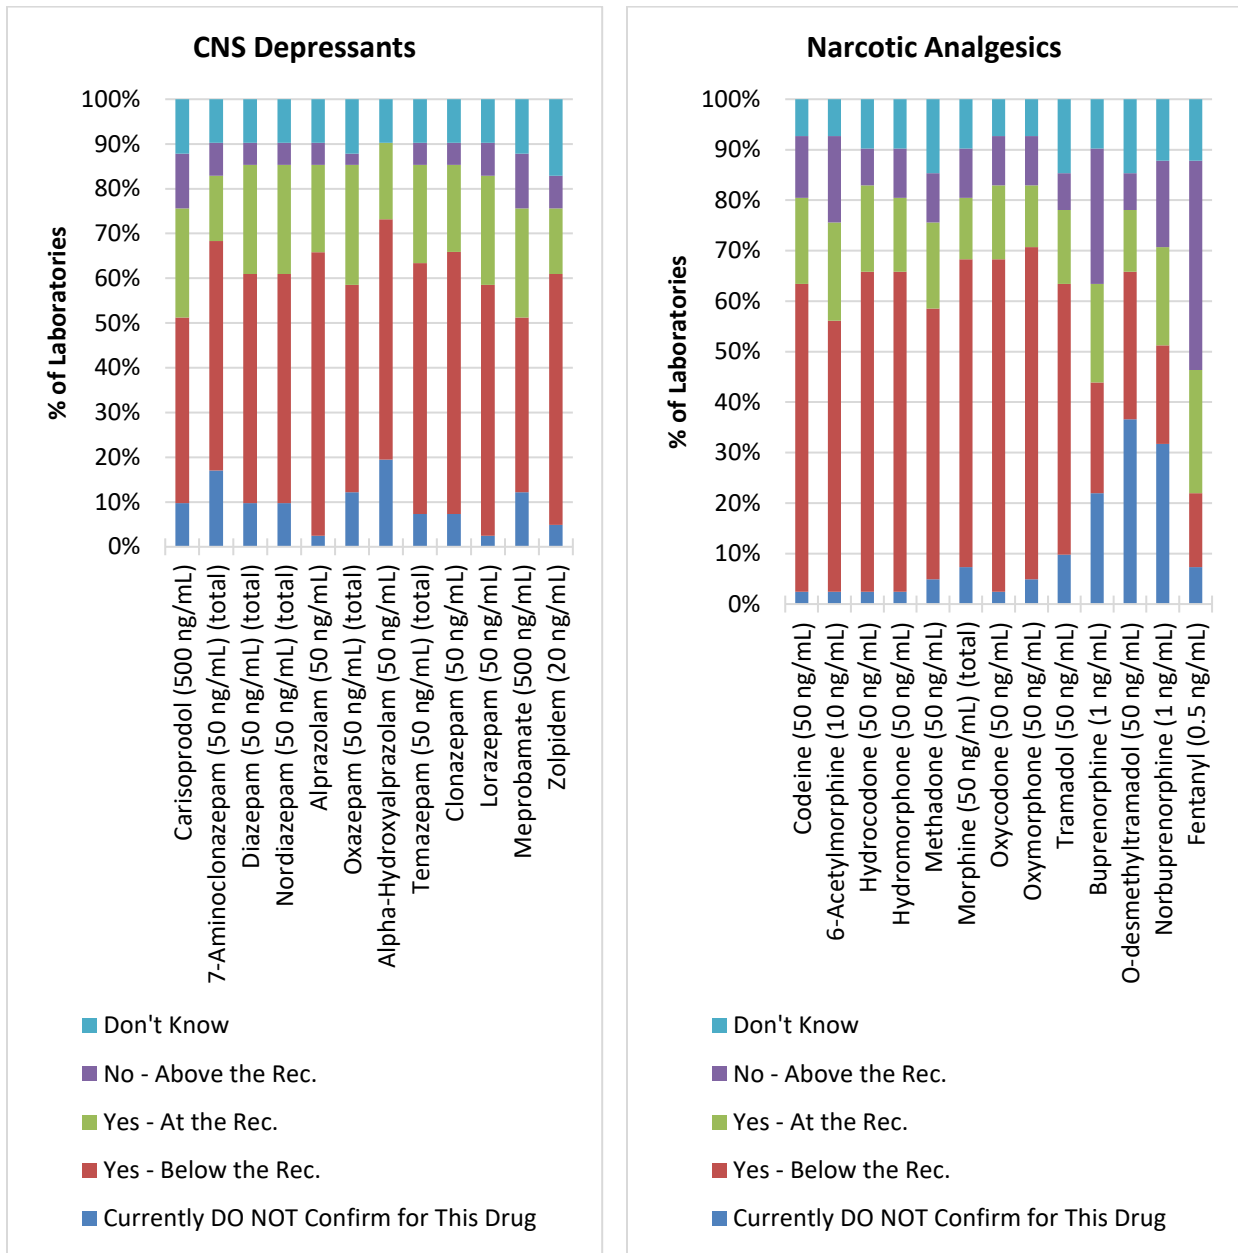 CNS Depressants
100%
90%
80%
70%
60%
50%
40%
30%
20%
10%
0%
% of Laboratories
Carisoprodol (500 ng/mL)
7-Aminoclonazepam (50 ng/mL) (total)
Diazepam (50 ng/mL) (total)
Nordiazepam (50 ng/mL) (total)
Alprazolam (50 ng/mL)
Oxazepam (50 ng/mL) (total)
Alpha-Hydroxyalprazolam (50 ng/mL)
Temazepam (50 ng/mL) (total)
Clonazepam (50 ng/mL)
Lorazepam (50 ng/mL)
Meprobamate (500 ng/mL)
Zolpidem (20 ng/mL)
Don't Know
No - Above the Rec.
Yes - At the Rec.
Yes - Below the Rec.
Currently DO NOT Confirm for This Drug
Narcotic Analgesics
100%
90%
80%
70%
60%
50%
40%
30%
20%
10%
0%
% of Laboratories
Codeine (50 ng/mL)
6-Acetylmorphine (10 ng/mL)
Hydrocodone (50 ng/mL)
Hydromorphone (50 ng/mL)
Methadone (50 ng/mL)
Morphine (50 ng/mL) (total)
Oxycodone (50 ng/mL)
Oxymorphone (50 ng/mL)
Tramadol (50 ng/mL)
Buprenorphine (1 ng/mL)
O-desmethyltramadol (50 ng/mL)
Norbuprenorphine (1 ng/mL)
Fentanyl (0.5 ng/mL)
Don't Know
No - Above the Rec.
Yes - At the Rec.
Yes - Below the Rec.
Currently DO NOT Confirm for This Drug